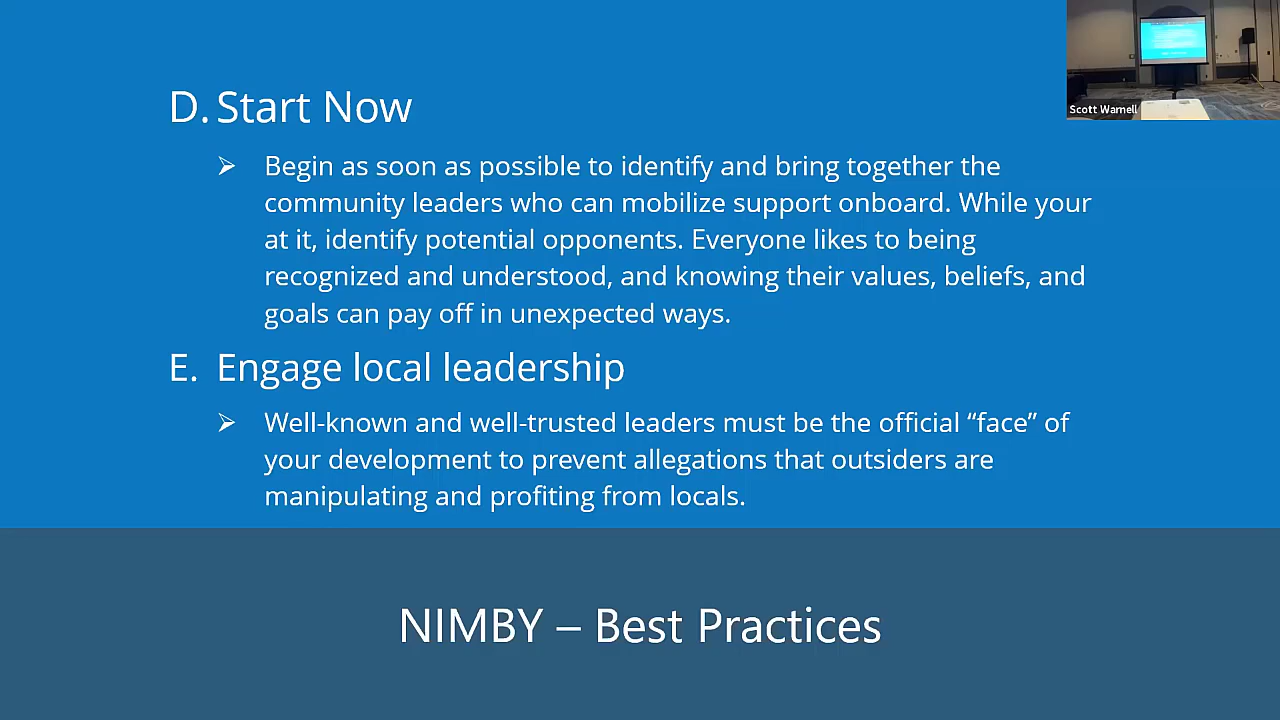 D. Start Now
Begin as soon as possible to identify and bring together the
community leaders who can mobilize support onboard. While your
at it, identify potential opponents. Everyone likes to being
recognized and understood, and knowing their values, beliefs, and
goals can pay off in unexpected ways.
E. Engage local leadership
Well-known and well-trusted leaders must be the official “face” of
your development to prevent allegations that outsiders are
manipulating and profiting from locals.
NIMBY – Best Practices
Scott Warnell